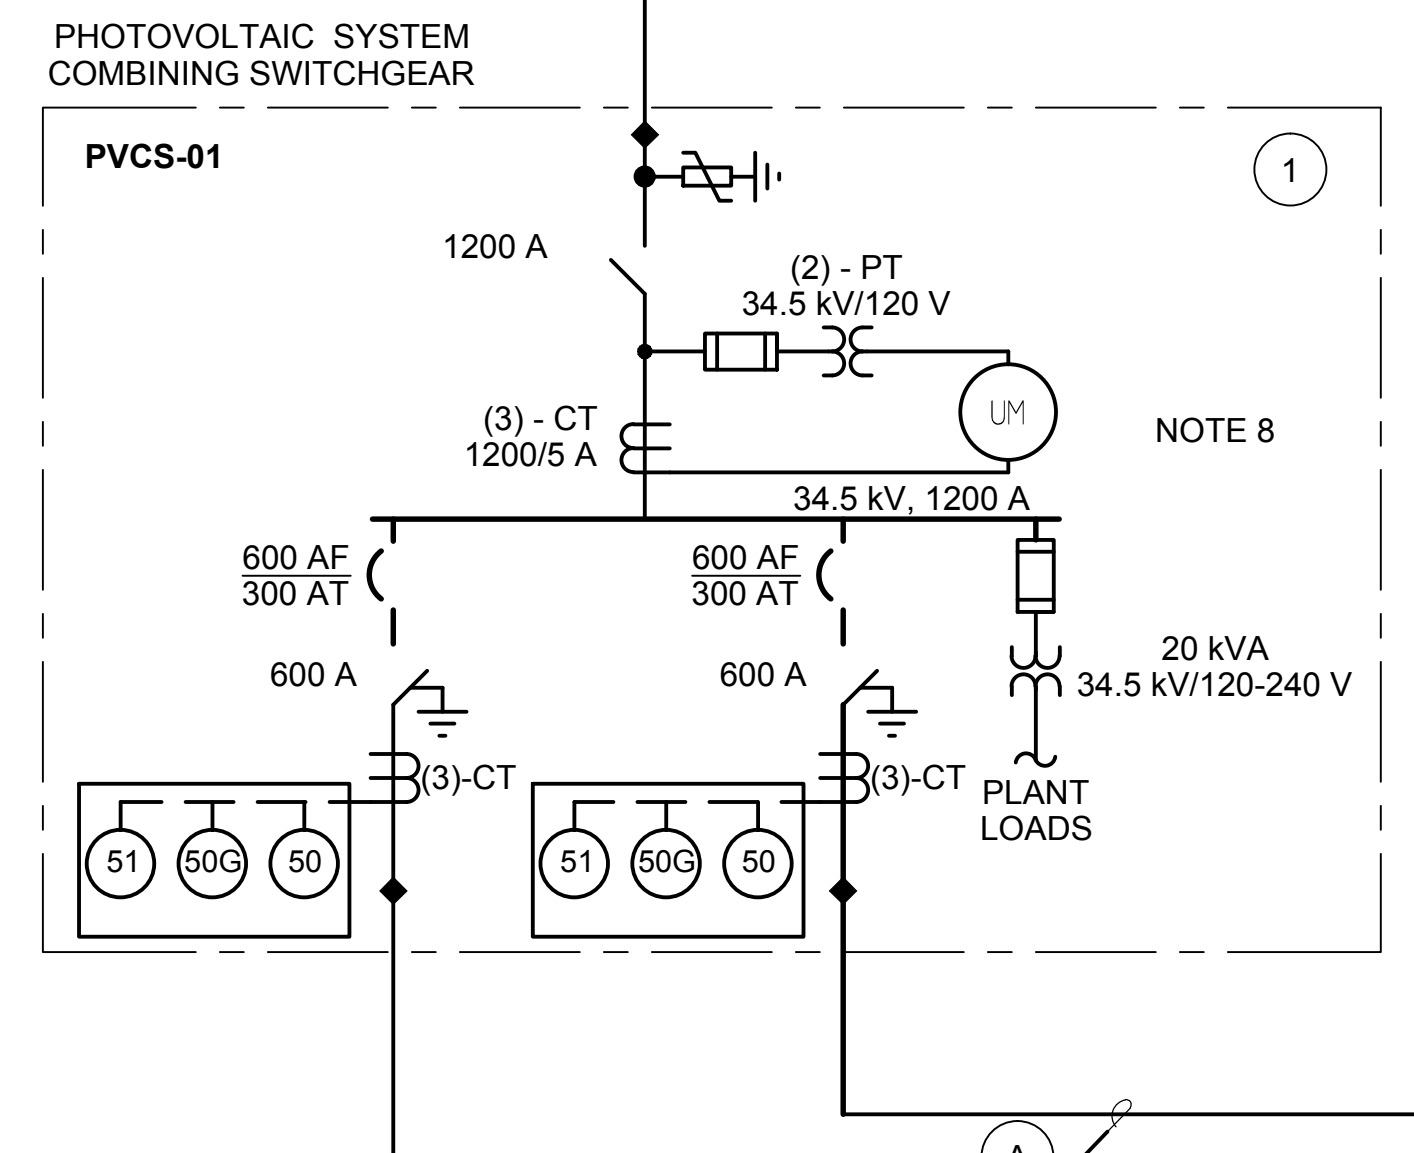 PHOTOVOLTAIC SYSTEM
COMBINING SWITCHGEAR
PVCS-01
1
1200 A
(2) - PT
34.5 kV/120 V
UM
(3) - CT
1200/5 A
NOTE 8
34.5 kV, 1200 A
600 AF
300 AT
600 AF
300 AT
600 A
600 A
20 kVA
34.5 kV/120-240 V
(3)-CT
(3)-CT
PLANT
LOADS
51
50G
50
51
50G
50
A